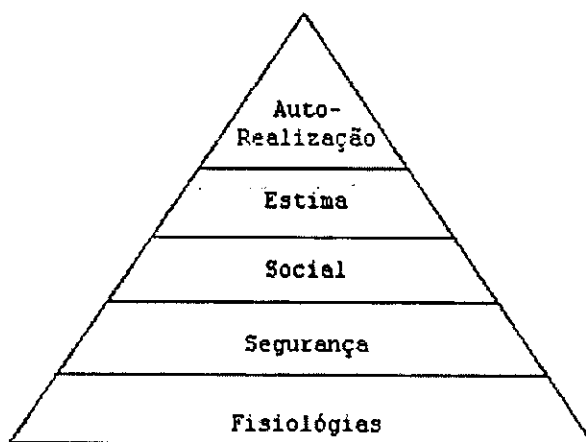 Auto-
Realização
Estima
Social
Segurança
Fisiológias